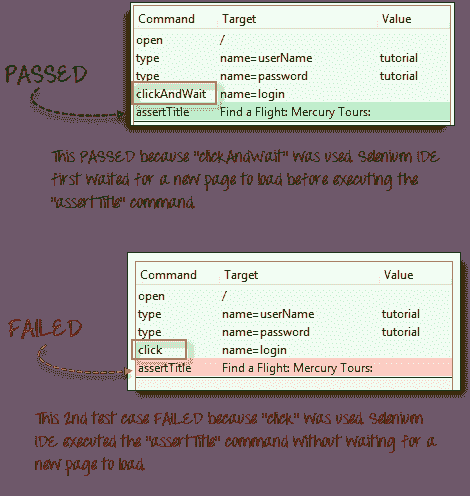 Command Target Value
open /
type name=userName tutorial
type name=password tutorial
clickAndWait name=login
assertTitle Find a Flight: Mercury Tours:
PASSED
This PASSED because "clickAndWait" was used. Selenium IDE
first waited for a new page to load before executing the
"assertTitle" command.
Command Target Value
open /
type name=userName tutorial
type name=password tutorial
click name=login
assertTitle Find a Flight: Mercury Tours:
FAILED
This 2nd test case FAILED because "click" was used. Selenium
IDE executed the "assertTitle" command without waiting for a
new page to load.